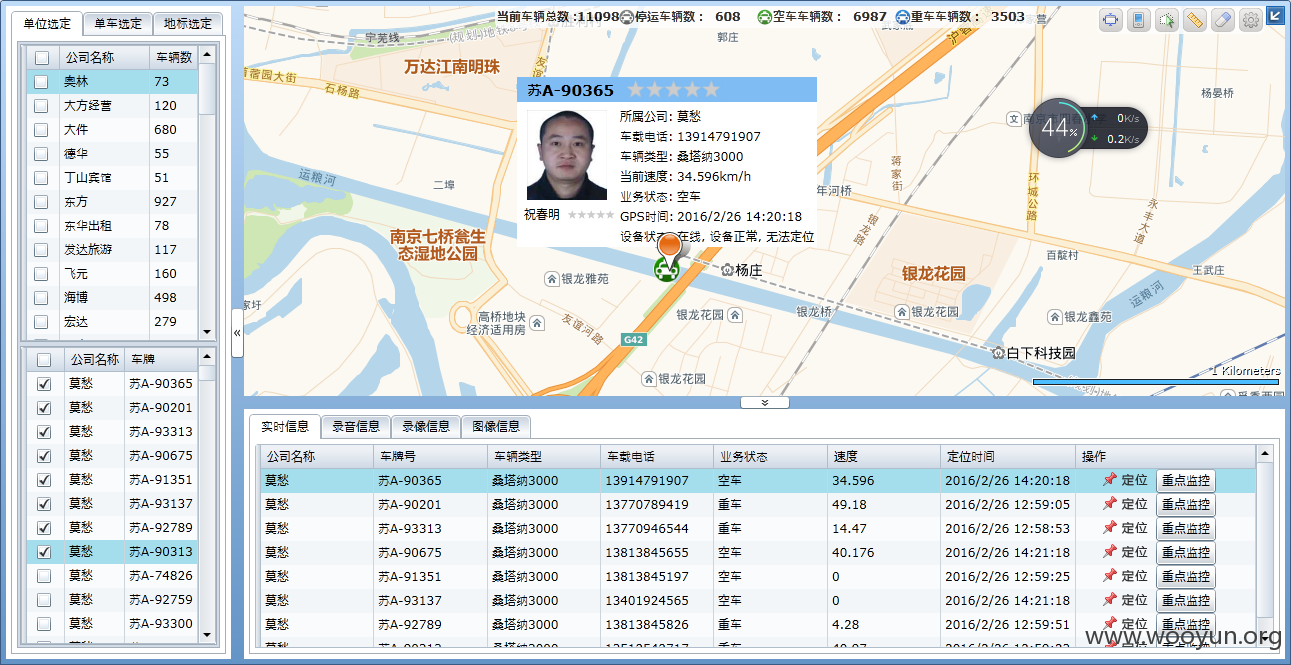 单位选定 单车选定 地标选定
公司名称 车辆数
奥林 73
大方经营 120
大件 680
德华 55
丁山宾馆 51
东方 927
东华出租 78
发达旅游 117
飞元 160
海博 498
宏达 279
公司名称 车牌
莫愁 苏A-90365
莫愁 苏A-90201
莫愁 苏A-93313
莫愁 苏A-90675
莫愁 苏A-91351
莫愁 苏A-93137
莫愁 苏A-92789
莫愁 苏A-90313
莫愁 苏A-74826
莫愁 苏A-92759
莫愁 苏A-93300
当前车辆总数:11098 停运车辆数: 608 空车车辆数: 6987 重车车辆数: 3503
宁芜线
郭庄
万达江南明珠
石杨路
杨晏桥
苏A-90365
所属公司: 莫愁
车载电话: 13914791907
车辆类型: 桑塔纳3000
当前速度: 34.596km/h
业务状态: 空车
祝春明
GPS时间: 2016/2/26 14:20:18
设备状态: 在线, 设备正常, 无法定位
44%
0K/s
0.2K/s
运粮河
二埠
蒋家街
年河桥
环城公路
永丰大道
银龙路
南京七桥瓮生
态湿地公园
百靛村
王武庄
杨庄
银龙花园
银龙雅苑
运粮河
高桥地块
经济适用房
友谊河路
银龙花园
银龙桥
银龙花园
银龙鑫苑
G42
白下科技园
银龙花园
1 Kilometers
实时信息 录音信息 录像信息 图像信息
公司名称 车牌号 车辆类型 车载电话 业务状态 速度 定位时间 操作
莫愁 苏A-90365 桑塔纳3000 13914791907 空车 34.596 2016/2/26 14:20:18 定位 重点监控
莫愁 苏A-90201 桑塔纳3000 13770789419 重车 49.18 2016/2/26 12:59:05 定位 重点监控
莫愁 苏A-93313 桑塔纳3000 13770946544 重车 14.47 2016/2/26 12:58:53 定位 重点监控
莫愁 苏A-90675 桑塔纳3000 13813845655 空车 40.176 2016/2/26 14:21:18 定位 重点监控
莫愁 苏A-91351 桑塔纳3000 13813845197 空车 0 2016/2/26 12:59:25 定位 重点监控
莫愁 苏A-93137 桑塔纳3000 13401924565 空车 0 2016/2/26 14:21:18 定位 重点监控
莫愁 苏A-92789 桑塔纳3000 13813845826 重车 4.28 2016/2/26 12:59:51 定位 重点监控
www.wooyun.org